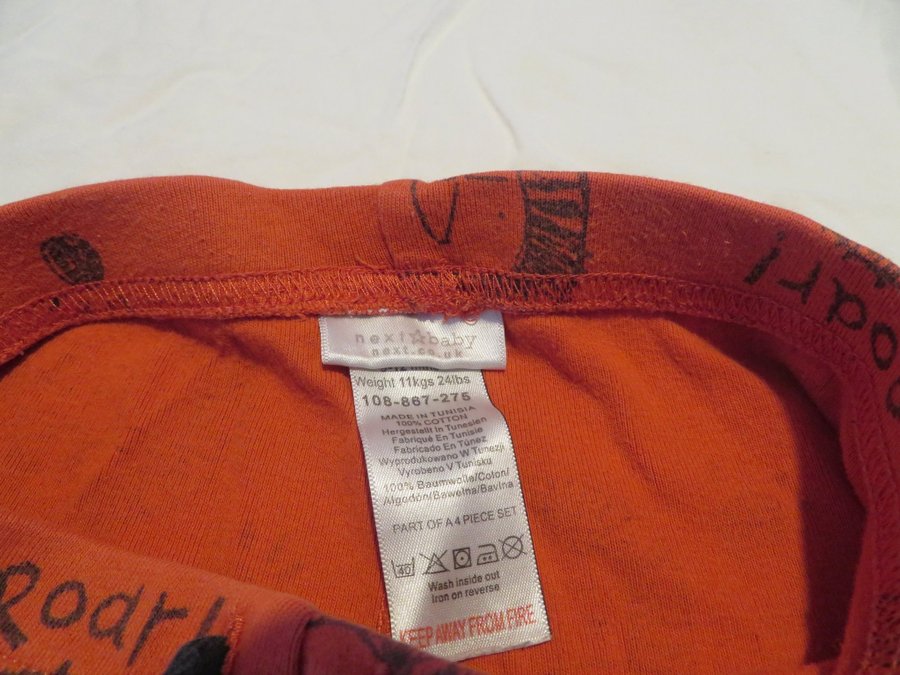 oar!
next baby
next.co.uk
Weight 11kgs 24lbs
108-867-275
MADE IN TUNISIA
100% COTTON
Hergestellt in Tunesien
Fabriqué En Tunisie
Fabricado En Túnez
Wyprodukowano W Tunezji
Vyrobeno V Tunisku
100% Baumwolle/Coton/
Algodón/Bawełna/Bavlna
PART OF A 4 PIECE SET
40
Wash inside out
Iron on reverse
KEEP AWAY FROM FIRE
Roar!